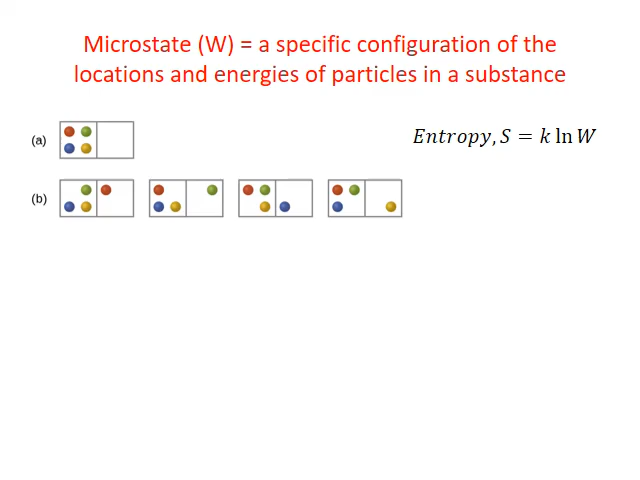 Microstate (W) = a specific configuration of the
locations and energies of particles in a substance
(a)
Entropy, S = k ln W
(b)